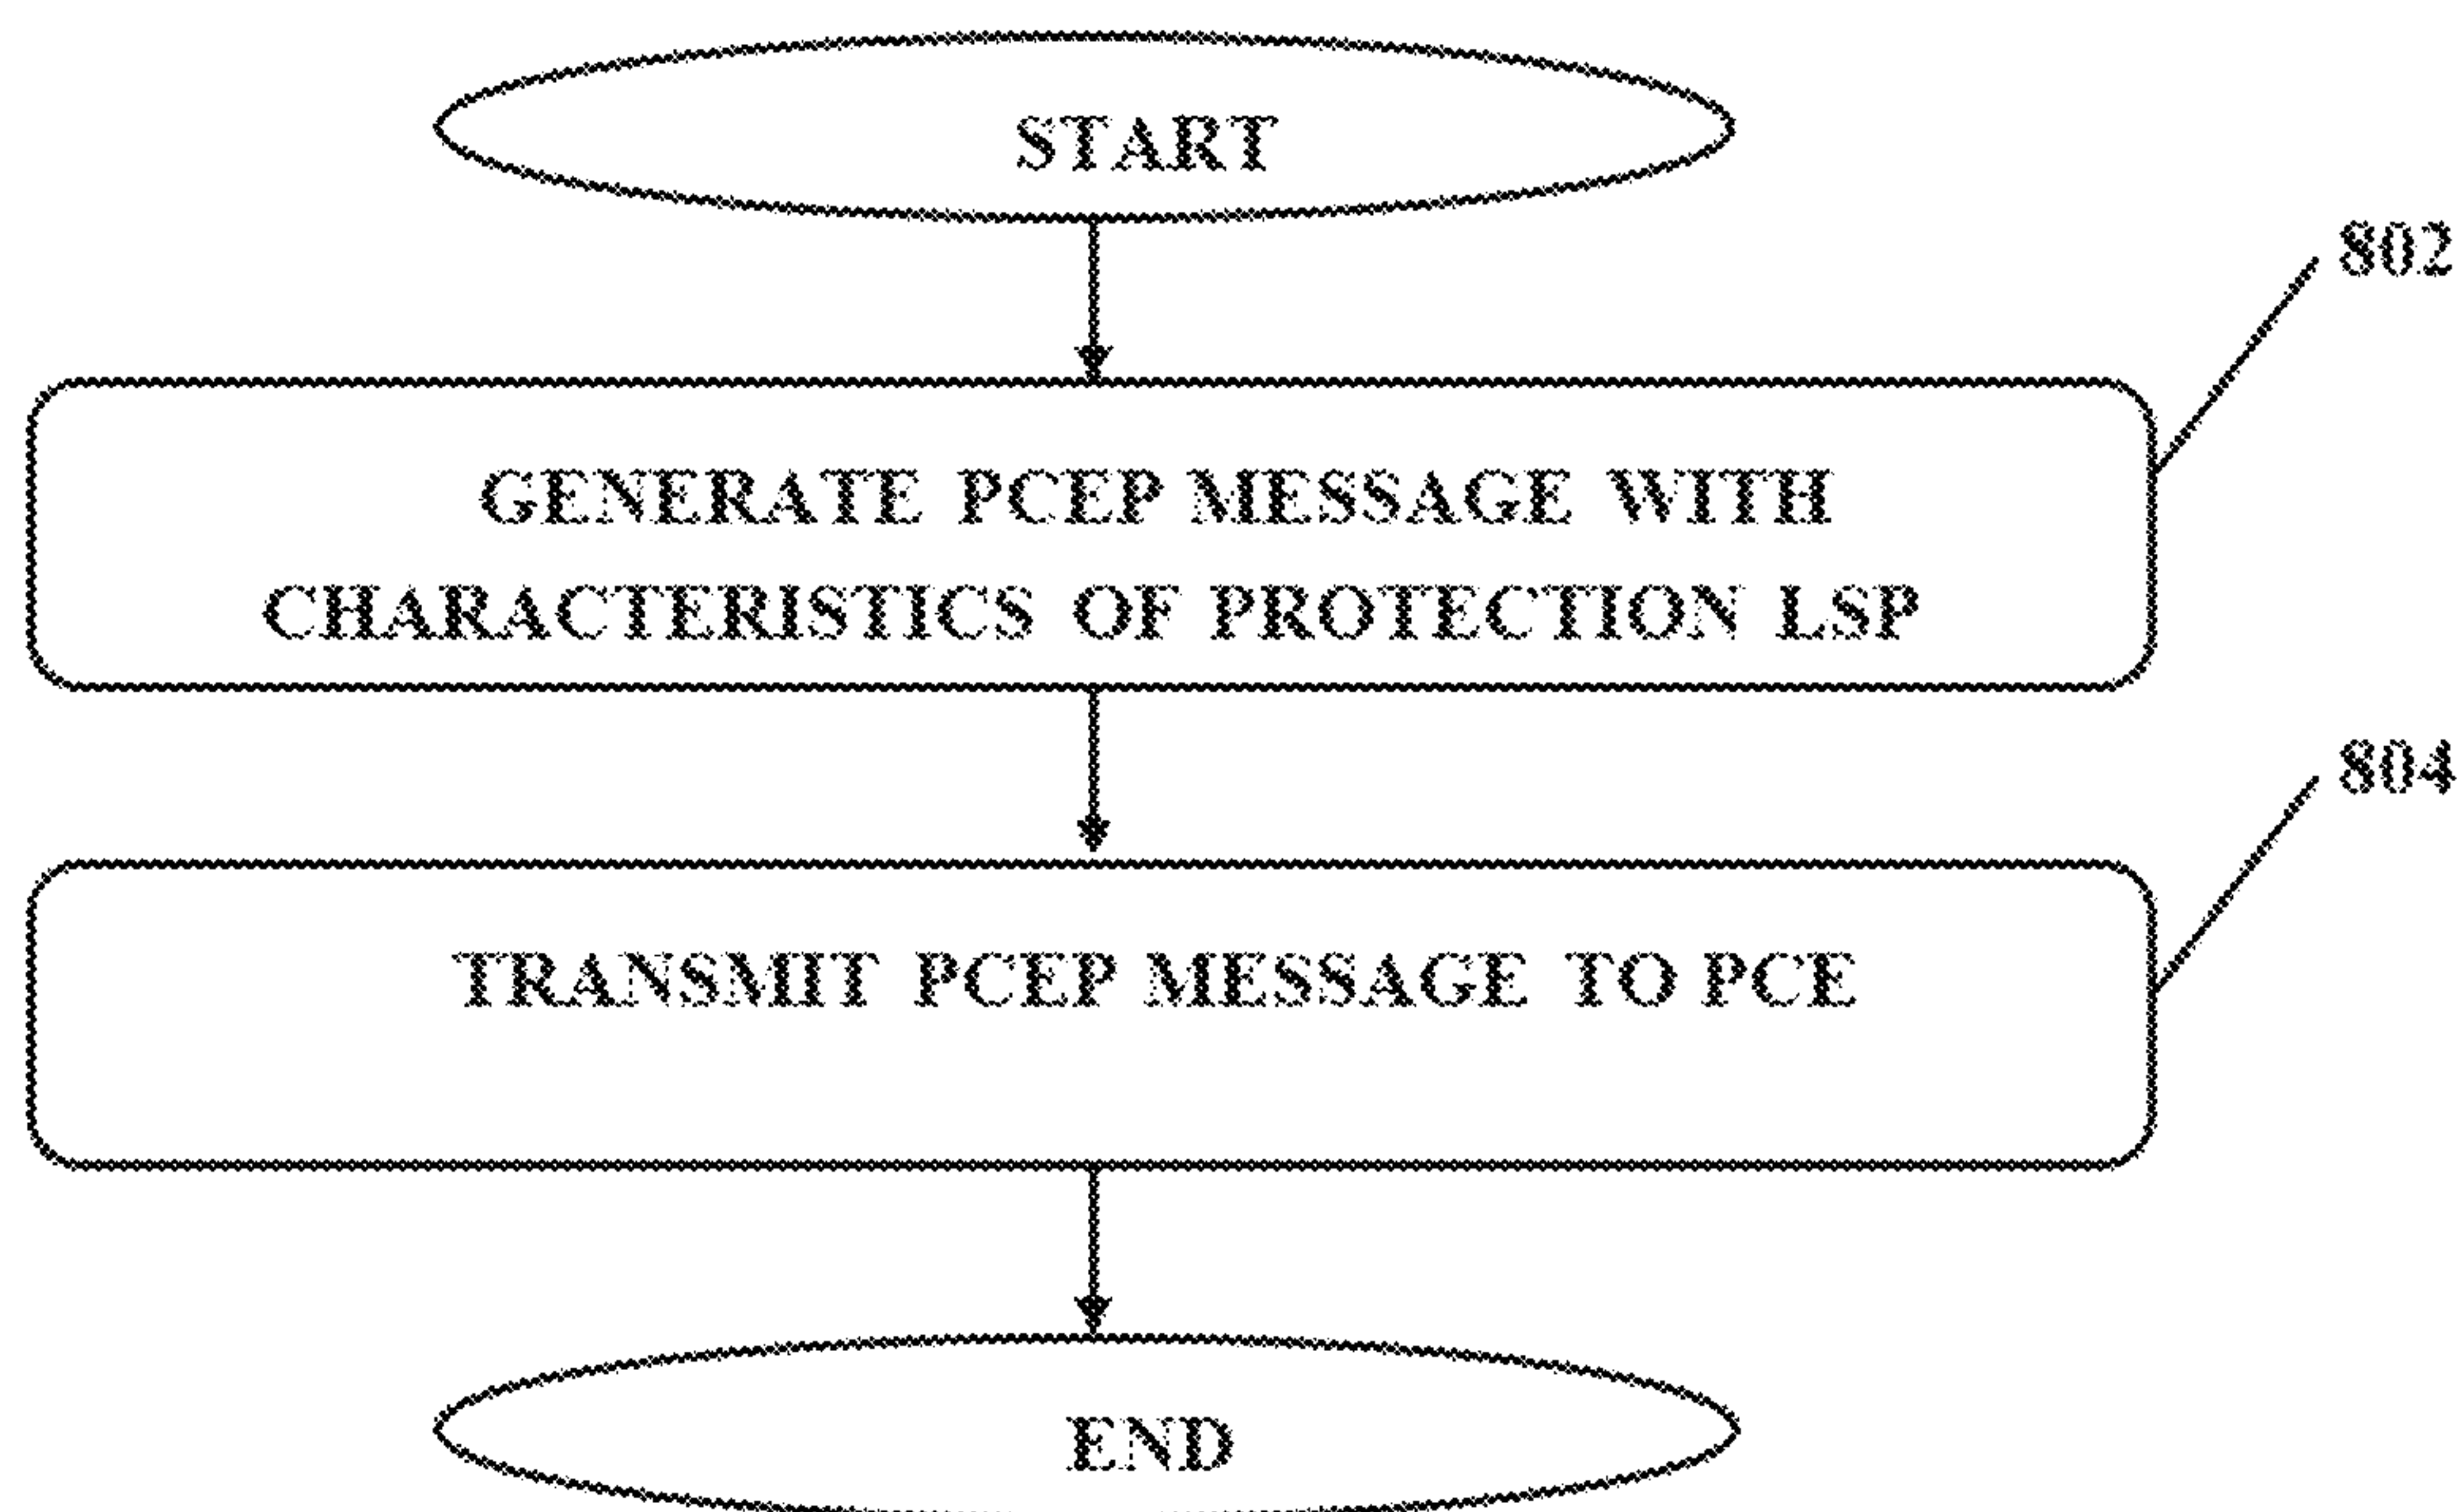 START
802
GENERATE PCEP MESSAGE WITH
CHARACTERISTICS OF PROTECTION LSP
804
TRANSMIT PCEP MESSAGE TO PCE
END